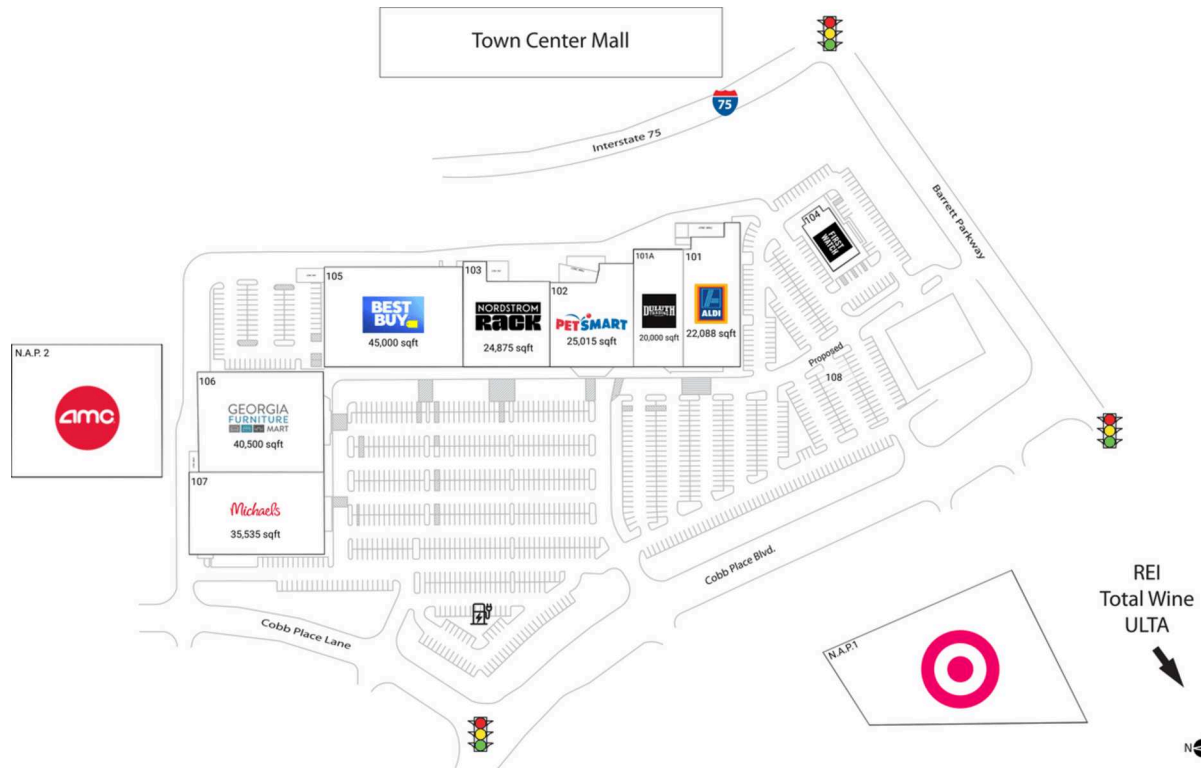 Town Center Mall
75
Interstate 75
Barrett Parkway
104
FIRST
WATCH
105
BEST
BUY
45,000 sqft
103
NORDSTROM
RACK
24,875 sqft
102
PETSMART
25,015 sqft
101A
DULUTH
20,000 sqft
101
ALDI
22,088 sqft
Proposed
108
N.A.P. 2
amc
106
GEORGIA
FURNITURE
MART
40,500 sqft
107
Michaels
35,535 sqft
Cobb Place Blvd.
Cobb Place Lane
N.A.P.1
REI
Total Wine
ULTA
N